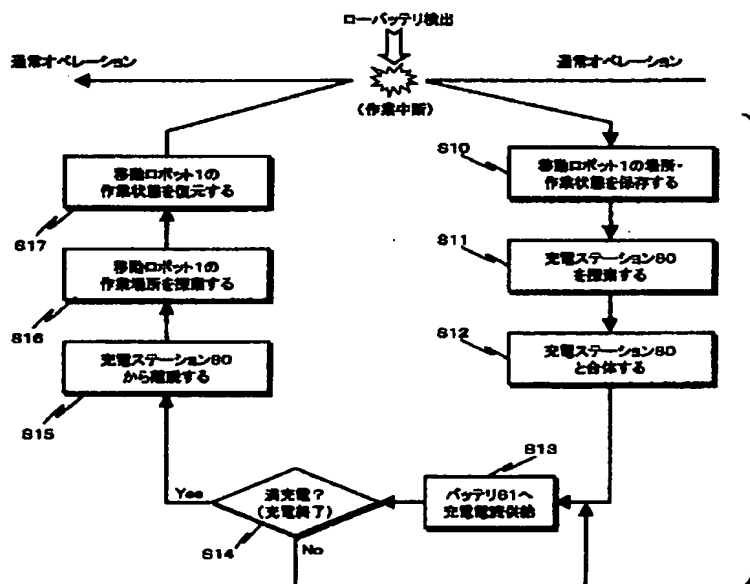 ローバッテリ検出
通常オペレーション
通常オペレーション
(作業中断)
S10
移動ロボット1の場所・
作業状態を保存する
S11
充電ステーション80
を探索する
S12
充電ステーション80
と合体する
S13
バッテリ61へ
充電電流供給
満充電?
(充電終了)
S14
Yes
No
充電ステーション80
から離脱する
S15
移動ロボット1の
作業場所を探索する
S16
移動ロボット1の
作業状態を復元する
S17